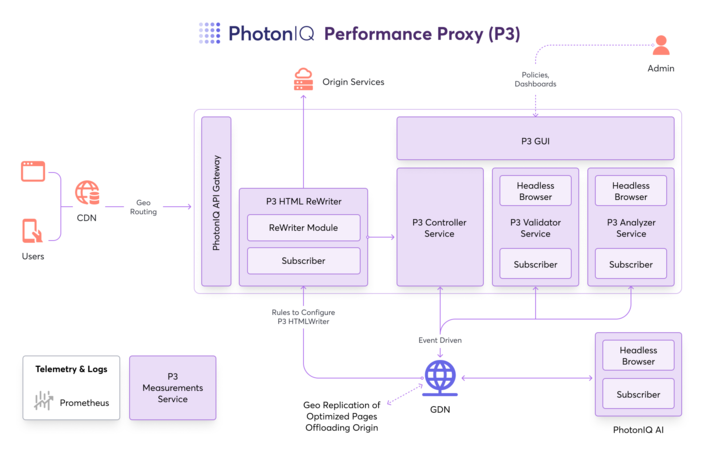 PhotonIQ Performance Proxy (P3)
Admin
Policies,
Dashboards
Origin Services
P3 GUI
PhotonIQ API Gateway
Users
CDN
Geo
Routing
P3 HTML ReWriter
ReWriter Module
Subscriber
P3 Controller
Service
Headless
Browser
P3 Validator
Service
Subscriber
Headless
Browser
P3 Analyzer
Service
Subscriber
Rules to Configure
P3 HTMLWriter
Event Driven
GDN
Geo Replication of
Optimized Pages
Offloading Origin
Headless
Browser
Subscriber
PhotonIQ AI
Telemetry & Logs
Prometheus
P3
Measurements
Service